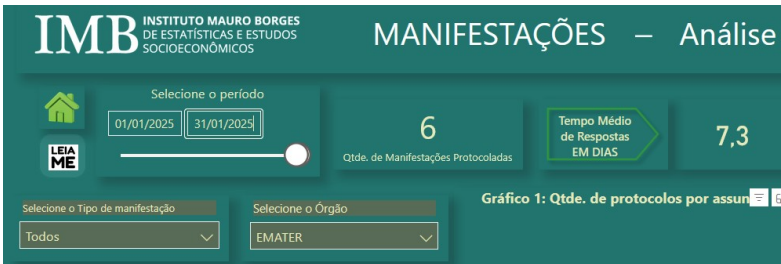 IMB INSTITUTO MAURO BORGES
DE ESTATÍSTICAS E ESTUDOS
SOCIOECONÔMICOS
MANIFESTAÇÕES – Análise
Selecione o período
01/01/2025 31/01/2025
LEIA
ME
6
Qtde. de Manifestações Protocoladas
Tempo Médio
de Respostas
EM DIAS
7,3
Selecione o Tipo de manifestação
Todos
Selecione o Órgão
EMATER
Gráfico 1: Qtde. de protocolos por assun